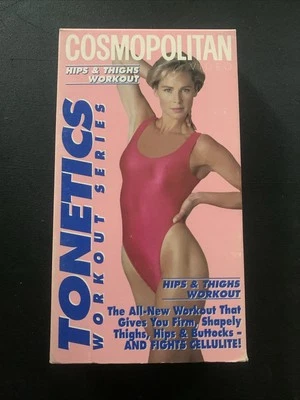 COSMOPOLITAN
HIPS & THIGHS
WORKOUT
TONETICS
WORKOUT SERIES
HIPS & THIGHS
WORKOUT
The All-New Workout That
Gives You Firm, Shapely
Thighs, Hips & Buttocks -
AND FIGHTS CELLULITE!